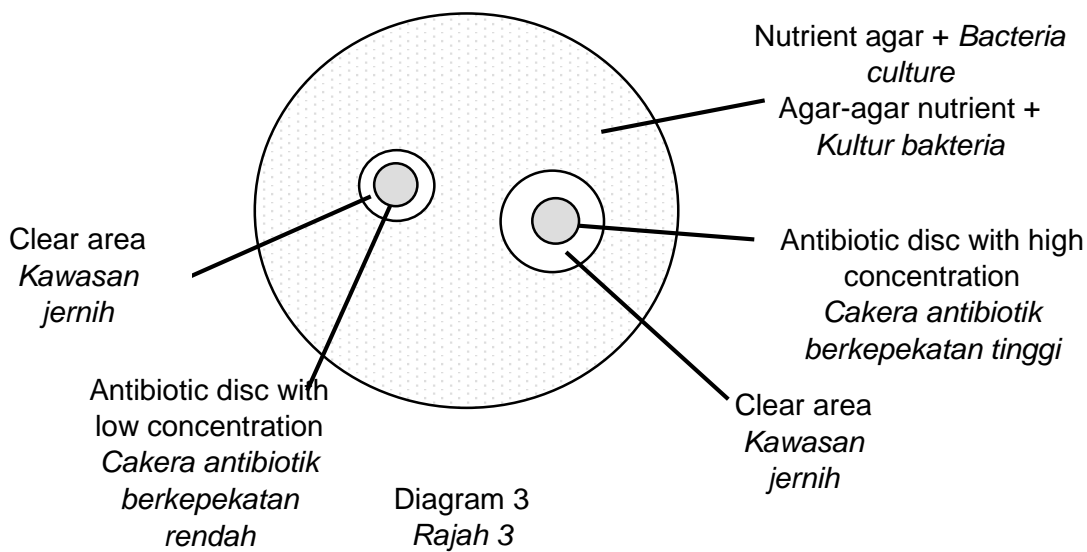 Nutrient agar + Bacteria
culture
Agar-agar nutrient +
Kultur bakteria
Clear area
Kawasan
jernih
Antibiotic disc with high
concentration
Cakera antibiotik
berkepekatan tinggi
Antibiotic disc with
low concentration
Cakera antibiotik
berkepekatan
rendah
Clear area
Kawasan
jernih
Diagram 3
Rajah 3